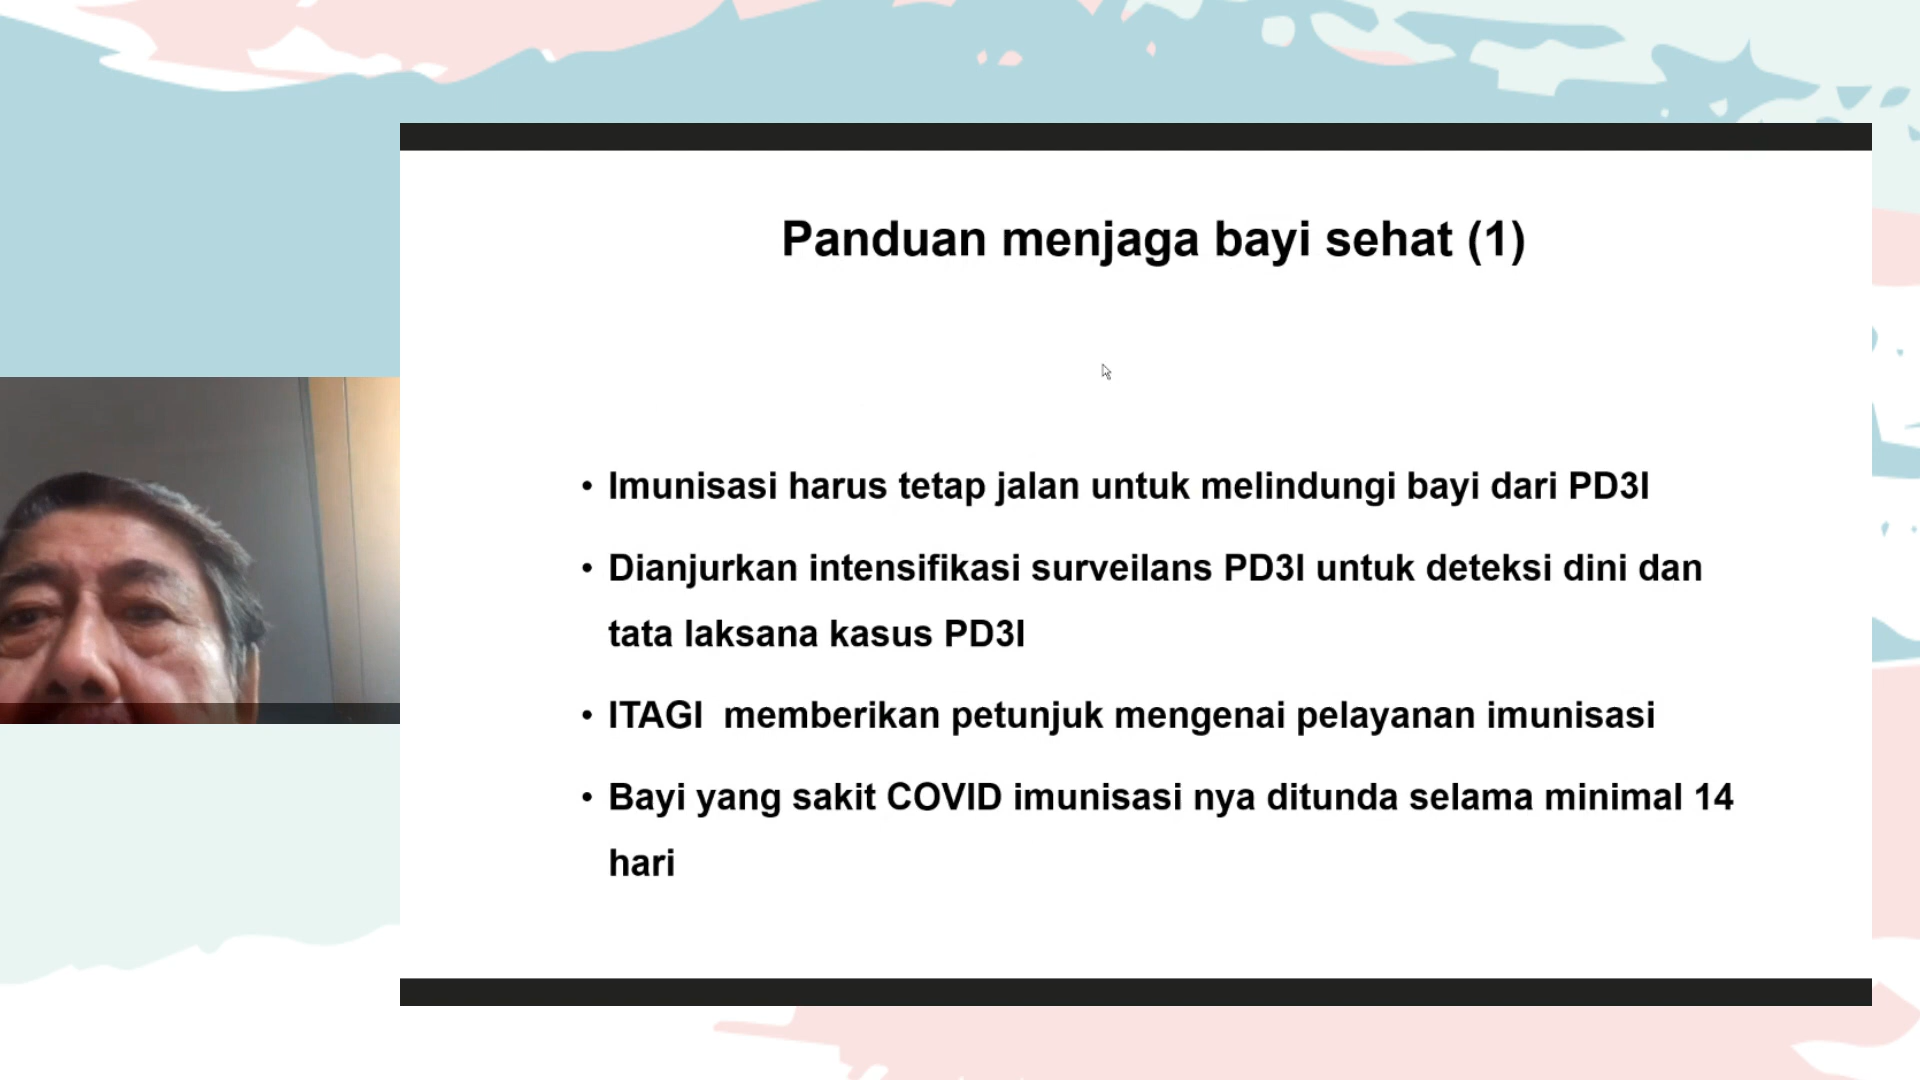 Panduan menjaga bayi sehat (1)
• Imunisasi harus tetap jalan untuk melindungi bayi dari PD3I
• Dianjurkan intensifikasi surveilans PD3I untuk deteksi dini dan
tata laksana kasus PD3I
• ITAGI memberikan petunjuk mengenai pelayanan imunisasi
• Bayi yang sakit COVID imunisasi nya ditunda selama minimal 14
hari